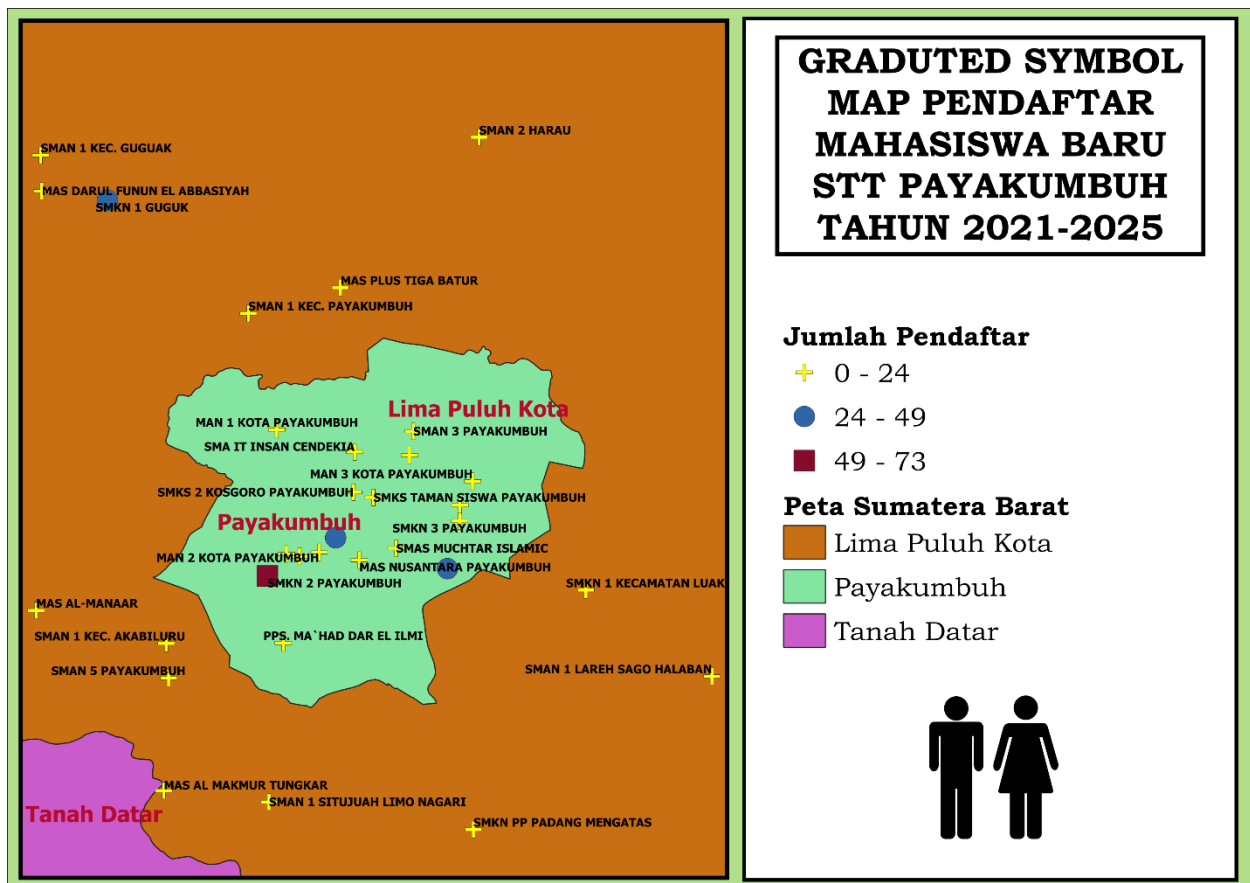 GRADUTED SYMBOL
MAP PENDAFTAR
MAHASISWA BARU
STT PAYAKUMBUH
TAHUN 2021-2025
SMAN 2 HARAU
SMAN 1 KEC. GUGUAK
MAS DARUL FUNUN EL ABBASIYAH
SMKN 1 GUGUK
MAS PLUS TIGA BATUR
SMAN 1 KEC. PAYAKUMBUH
Lima Puluh Kota
MAN 1 KOTA PAYAKUMBUH
SMAN 3 PAYAKUMBUH
SMA IT INSAN CENDEKIA
MAN 3 KOTA PAYAKUMBUH
SMKS 2 KOSGORO PAYAKUMBUH
SMKS TAMAN SISWA PAYAKUMBUH
Payakumbuh
SMKN 3 PAYAKUMBUH
SMAS MUCHTAR ISLAMIC
MAN 2 KOTA PAYAKUMBUH
MAS NUSANTARA PAYAKUMBUH
SMKN 2 PAYAKUMBUH
SMKN 1 KECAMATAN LUAK
MAS AL-MANAAR
SMAN 1 KEC. AKABILURU
PPS. MA`HAD DAR EL ILMI
SMAN 5 PAYAKUMBUH
SMAN 1 LAREH SAGO HALABAN
MAS AL MAKMUR TUNGKAR
SMAN 1 SITUJUAH LIMO NAGARI
Tanah Datar
SMKN PP PADANG MENGATAS
Jumlah Pendaftar
0 - 24
24 - 49
49 - 73
Peta Sumatera Barat
Lima Puluh Kota
Payakumbuh
Tanah Datar